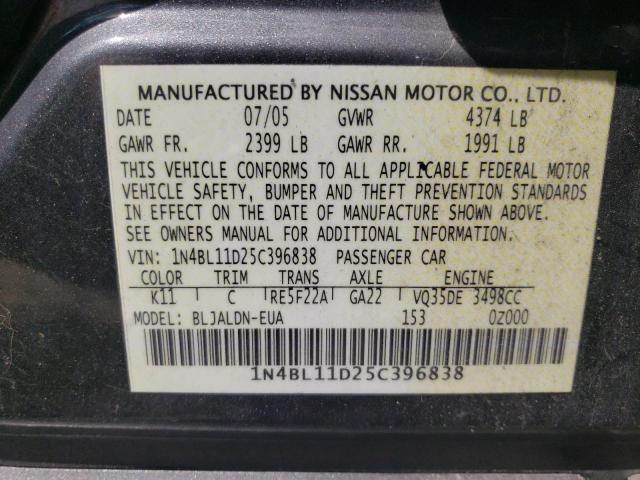 MANUFACTURED BY NISSAN MOTOR CO., LTD.
DATE 07/05 GVWR 4374 LB
GAWR FR. 2399 LB GAWR RR. 1991 LB
THIS VEHICLE CONFORMS TO ALL APPLICABLE FEDERAL MOTOR
VEHICLE SAFETY, BUMPER AND THEFT PREVENTION STANDARDS
IN EFFECT ON THE DATE OF MANUFACTURE SHOWN ABOVE.
SEE OWNERS MANUAL FOR ADDITIONAL INFORMATION.
VIN: 1N4BL11D25C396838 PASSENGER CAR
COLOR TRIM TRANS AXLE ENGINE
K11 C RE5F22A GA22 VQ35DE 3498CC
MODEL: BLJALDN-EUA 153 0Z000
1N4BL11D25C396838